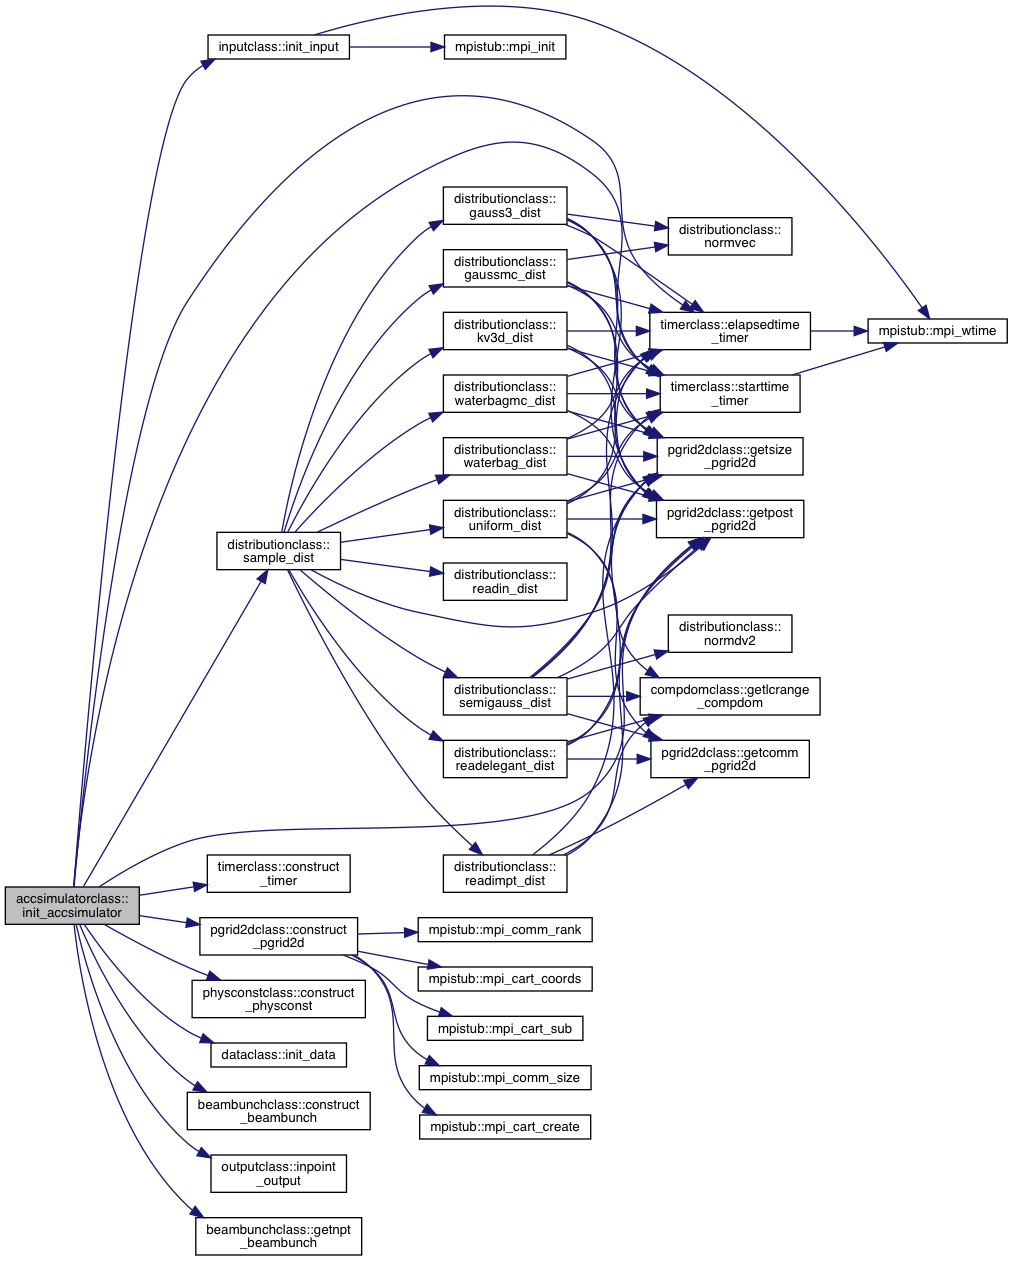 inputclass::init_input
mpistub::mpi_init
distributionclass::
gauss3_dist
distributionclass::
normvec
distributionclass::
gaussmc_dist
distributionclass::
kv3d_dist
timerclass::elapsedtime
_timer
mpistub::mpi_wtime
distributionclass::
waterbagmc_dist
timerclass::starttime
_timer
distributionclass::
waterbag_dist
pgrid2dclass::getsize
_pgrid2d
distributionclass::
uniform_dist
pgrid2dclass::getpost
_pgrid2d
distributionclass::
sample_dist
distributionclass::
readin_dist
distributionclass::
normdv2
distributionclass::
semigauss_dist
compdomclass::getlcrange
_compdom
distributionclass::
readelegant_dist
pgrid2dclass::getcomm
_pgrid2d
distributionclass::
readimpt_dist
timerclass::construct
_timer
accsimulatorclass::
init_accsimulator
pgrid2dclass::construct
_pgrid2d
mpistub::mpi_comm_rank
mpistub::mpi_cart_coords
physconstclass::construct
_physconst
mpistub::mpi_cart_sub
dataclass::init_data
mpistub::mpi_comm_size
beambunchclass::construct
_beambunch
mpistub::mpi_cart_create
outputclass::inpoint
_output
beambunchclass::getnpt
_beambunch